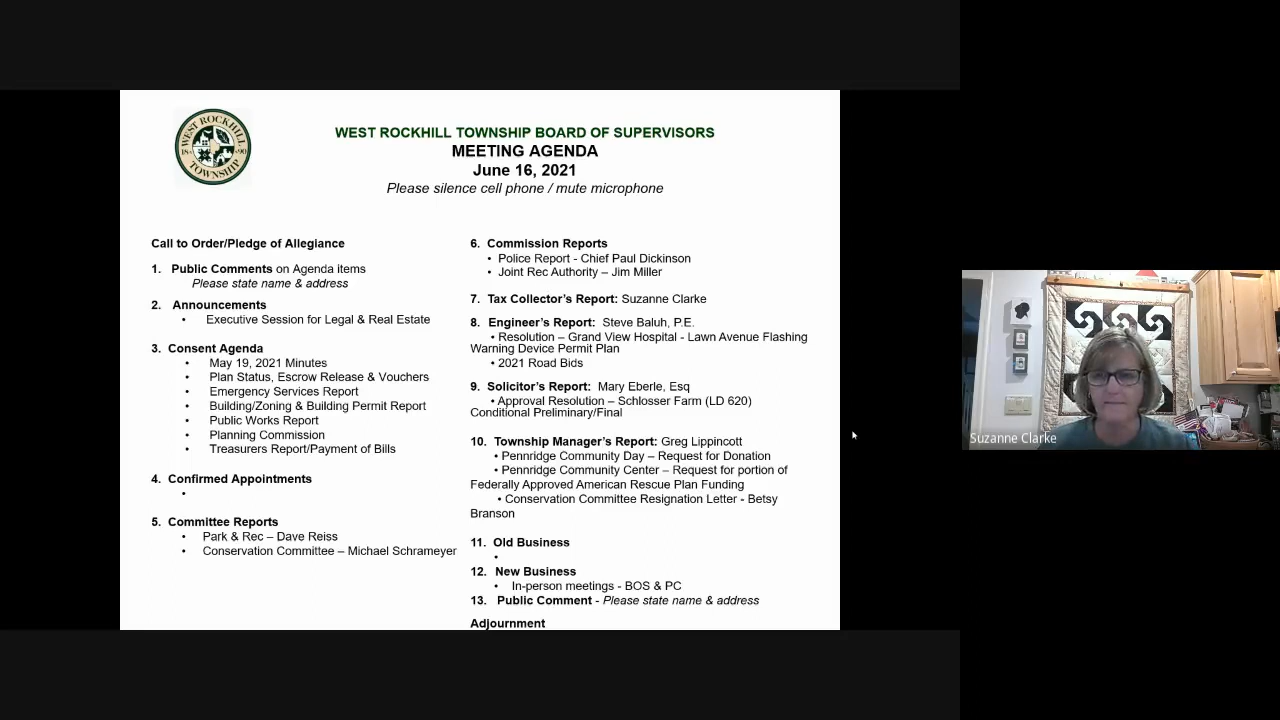 WEST ROCKHILL
18 90
TOWNSHIP
WEST ROCKHILL TOWNSHIP BOARD OF SUPERVISORS
MEETING AGENDA
June 16, 2021
Please silence cell phone / mute microphone
Call to Order/Pledge of Allegiance
1. Public Comments on Agenda items
Please state name & address
2. Announcements
• Executive Session for Legal & Real Estate
3. Consent Agenda
• May 19, 2021 Minutes
• Plan Status, Escrow Release & Vouchers
• Emergency Services Report
• Building/Zoning & Building Permit Report
• Public Works Report
• Planning Commission
• Treasurers Report/Payment of Bills
4. Confirmed Appointments
•
5. Committee Reports
• Park & Rec – Dave Reiss
• Conservation Committee – Michael Schrameyer
6. Commission Reports
• Police Report - Chief Paul Dickinson
• Joint Rec Authority – Jim Miller
7. Tax Collector's Report: Suzanne Clarke
8. Engineer's Report: Steve Baluh, P.E.
• Resolution – Grand View Hospital - Lawn Avenue Flashing
Warning Device Permit Plan
• 2021 Road Bids
9. Solicitor's Report: Mary Eberle, Esq
• Approval Resolution – Schlosser Farm (LD 620)
Conditional Preliminary/Final
10. Township Manager's Report: Greg Lippincott
• Pennridge Community Day – Request for Donation
• Pennridge Community Center – Request for portion of
Federally Approved American Rescue Plan Funding
• Conservation Committee Resignation Letter - Betsy
Branson
11. Old Business
•
12. New Business
• In-person meetings - BOS & PC
13. Public Comment - Please state name & address
Adjournment
Suzanne Clarke